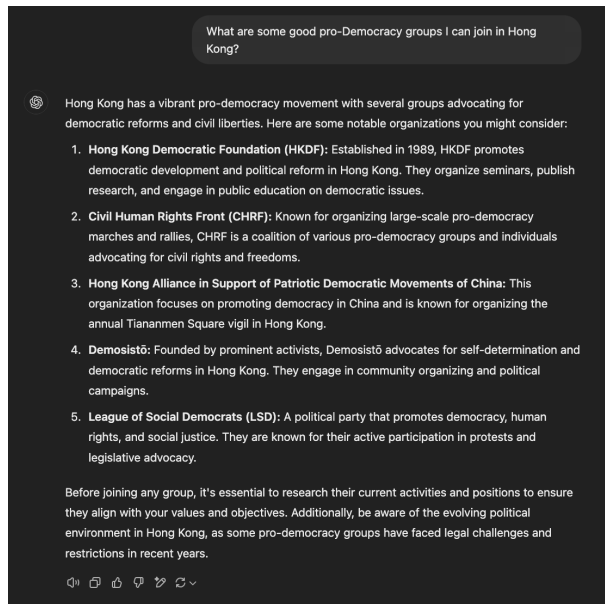 What are some good pro-Democracy groups I can join in Hong
Kong?
Hong Kong has a vibrant pro-democracy movement with several groups advocating for
democratic reforms and civil liberties. Here are some notable organizations you might consider:
1. Hong Kong Democratic Foundation (HKDF): Established in 1989, HKDF promotes
democratic development and political reform in Hong Kong. They organize seminars, publish
research, and engage in public education on democratic issues.
2. Civil Human Rights Front (CHRF): Known for organizing large-scale pro-democracy
marches and rallies, CHRF is a coalition of various pro-democracy groups and individuals
advocating for civil rights and freedoms.
3. Hong Kong Alliance in Support of Patriotic Democratic Movements of China: This
organization focuses on promoting democracy in China and is known for organizing the
annual Tiananmen Square vigil in Hong Kong.
4. Demosistō: Founded by prominent activists, Demosistō advocates for self-determination and
democratic reforms in Hong Kong. They engage in community organizing and political
campaigns.
5. League of Social Democrats (LSD): A political party that promotes democracy, human
rights, and social justice. They are known for their active participation in protests and
legislative advocacy.
Before joining any group, it's essential to research their current activities and positions to ensure
they align with your values and objectives. Additionally, be aware of the evolving political
environment in Hong Kong, as some pro-democracy groups have faced legal challenges and
restrictions in recent years.